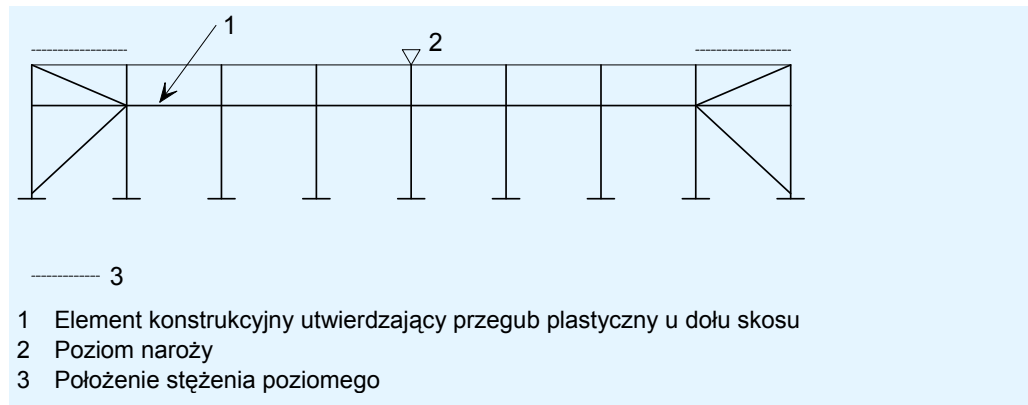 1
2
3
1 Element konstrukcyjny utwierdzający przegub plastyczny u dołu skosu
2 Poziom naroży
3 Położenie stężenia poziomego